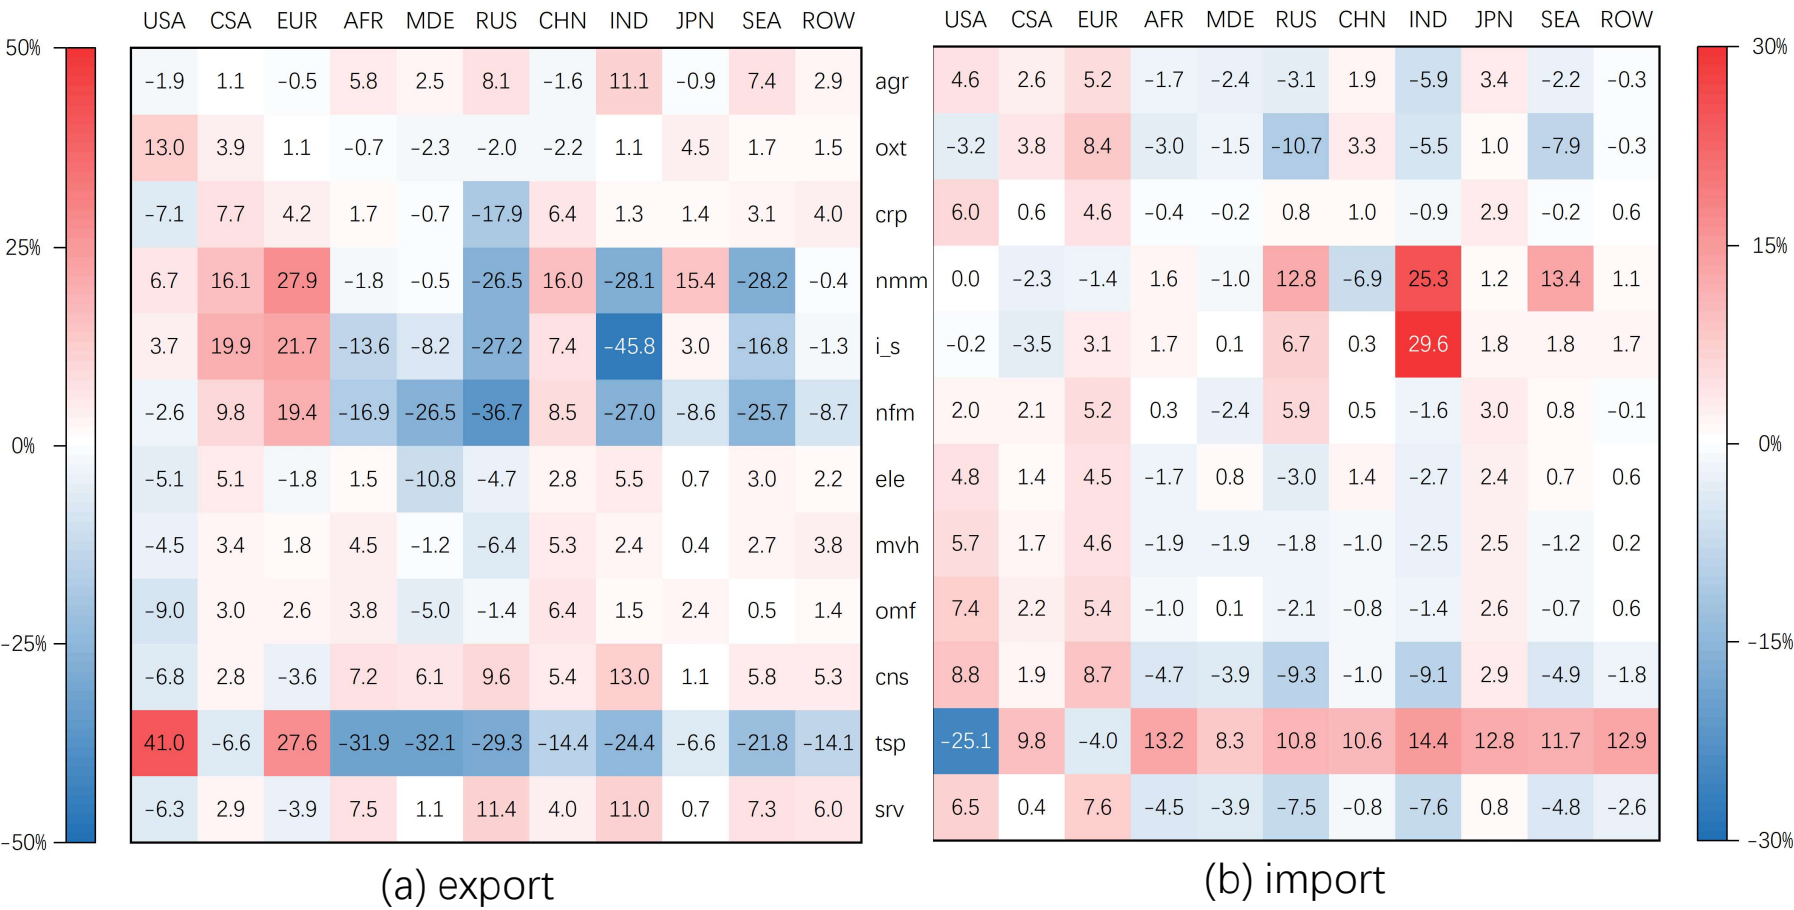 USA CSA EUR AFR MDE RUS CHN IND JPN SEA ROW USA CSA EUR AFR MDE RUS CHN IND JPN SEA ROW
50% 30%
−1.9 1.1 −0.5 5.8 2.5 8.1 −1.6 11.1 −0.9 7.4 2.9 agr 4.6 2.6 5.2 −1.7 −2.4 −3.1 1.9 −5.9 3.4 −2.2 −0.3
13.0 3.9 1.1 −0.7 −2.3 −2.0 −2.2 1.1 4.5 1.7 1.5 oxt −3.2 3.8 8.4 −3.0 −1.5 −10.7 3.3 −5.5 1.0 −7.9 −0.3
−7.1 7.7 4.2 1.7 −0.7 −17.9 6.4 1.3 1.4 3.1 4.0 crp 6.0 0.6 4.6 −0.4 −0.2 0.8 1.0 −0.9 2.9 −0.2 0.6
25% 15%
6.7 16.1 27.9 −1.8 −0.5 −26.5 16.0 −28.1 15.4 −28.2 −0.4 nmm 0.0 −2.3 −1.4 1.6 −1.0 12.8 −6.9 25.3 1.2 13.4 1.1
3.7 19.9 21.7 −13.6 −8.2 −27.2 7.4 −45.8 3.0 −16.8 −1.3 i_s −0.2 −3.5 3.1 1.7 0.1 6.7 0.3 29.6 1.8 1.8 1.7
−2.6 9.8 19.4 −16.9 −26.5 −36.7 8.5 −27.0 −8.6 −25.7 −8.7 nfm 2.0 2.1 5.2 0.3 −2.4 5.9 0.5 −1.6 3.0 0.8 −0.1
0% 0%
−5.1 5.1 −1.8 1.5 −10.8 −4.7 2.8 5.5 0.7 3.0 2.2 ele 4.8 1.4 4.5 −1.7 0.8 −3.0 1.4 −2.7 2.4 0.7 0.6
−4.5 3.4 1.8 4.5 −1.2 −6.4 5.3 2.4 0.4 2.7 3.8 mvh 5.7 1.7 4.6 −1.9 −1.9 −1.8 −1.0 −2.5 2.5 −1.2 0.2
−9.0 3.0 2.6 3.8 −5.0 −1.4 6.4 1.5 2.4 0.5 1.4 omf 7.4 2.2 5.4 −1.0 0.1 −2.1 −0.8 −1.4 2.6 −0.7 0.6
−25% −15%
−6.8 2.8 −3.6 7.2 6.1 9.6 5.4 13.0 1.1 5.8 5.3 cns 8.8 1.9 8.7 −4.7 −3.9 −9.3 −1.0 −9.1 2.9 −4.9 −1.8
41.0 −6.6 27.6 −31.9 −32.1 −29.3 −14.4 −24.4 −6.6 −21.8 −14.1 tsp −25.1 9.8 −4.0 13.2 8.3 10.8 10.6 14.4 12.8 11.7 12.9
−6.3 2.9 −3.9 7.5 1.1 11.4 4.0 11.0 0.7 7.3 6.0 srv 6.5 0.4 7.6 −4.5 −3.9 −7.5 −0.8 −7.6 0.8 −4.8 −2.6
−50% −30%
(a) export (b) import